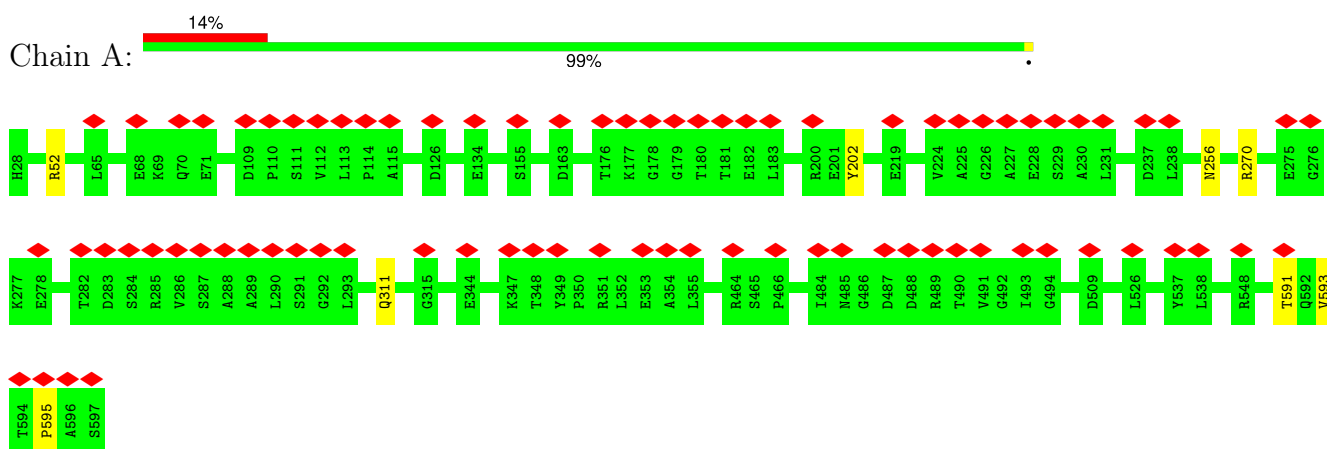 14%
Chain A:
99%
•
H28 R52 L65 E68 K69 Q70 E71 D109 P110 S111 V112 L113 P114 A115 D126 E134 S155 D163 T176 K177 G178 G179 T180 T181 E182 L183 R200 E201 Y202 E219 V224 A225 G226 A227 E228 S229 A230 L231 D237 L238 N256 R270 E275 G276
K277 E278 T282 D283 S284 R285 V286 S287 A288 A289 L290 S291 G292 L293 Q311 G315 E344 K347 T348 Y349 P350 R351 L352 E353 A354 L355 R464 S465 P466 I484 N485 G486 D487 D488 R489 T490 V491 G492 I493 G494 D509 L526 Y537 L538 R548 T591 Q592 V593
T594 P595 A596 S597